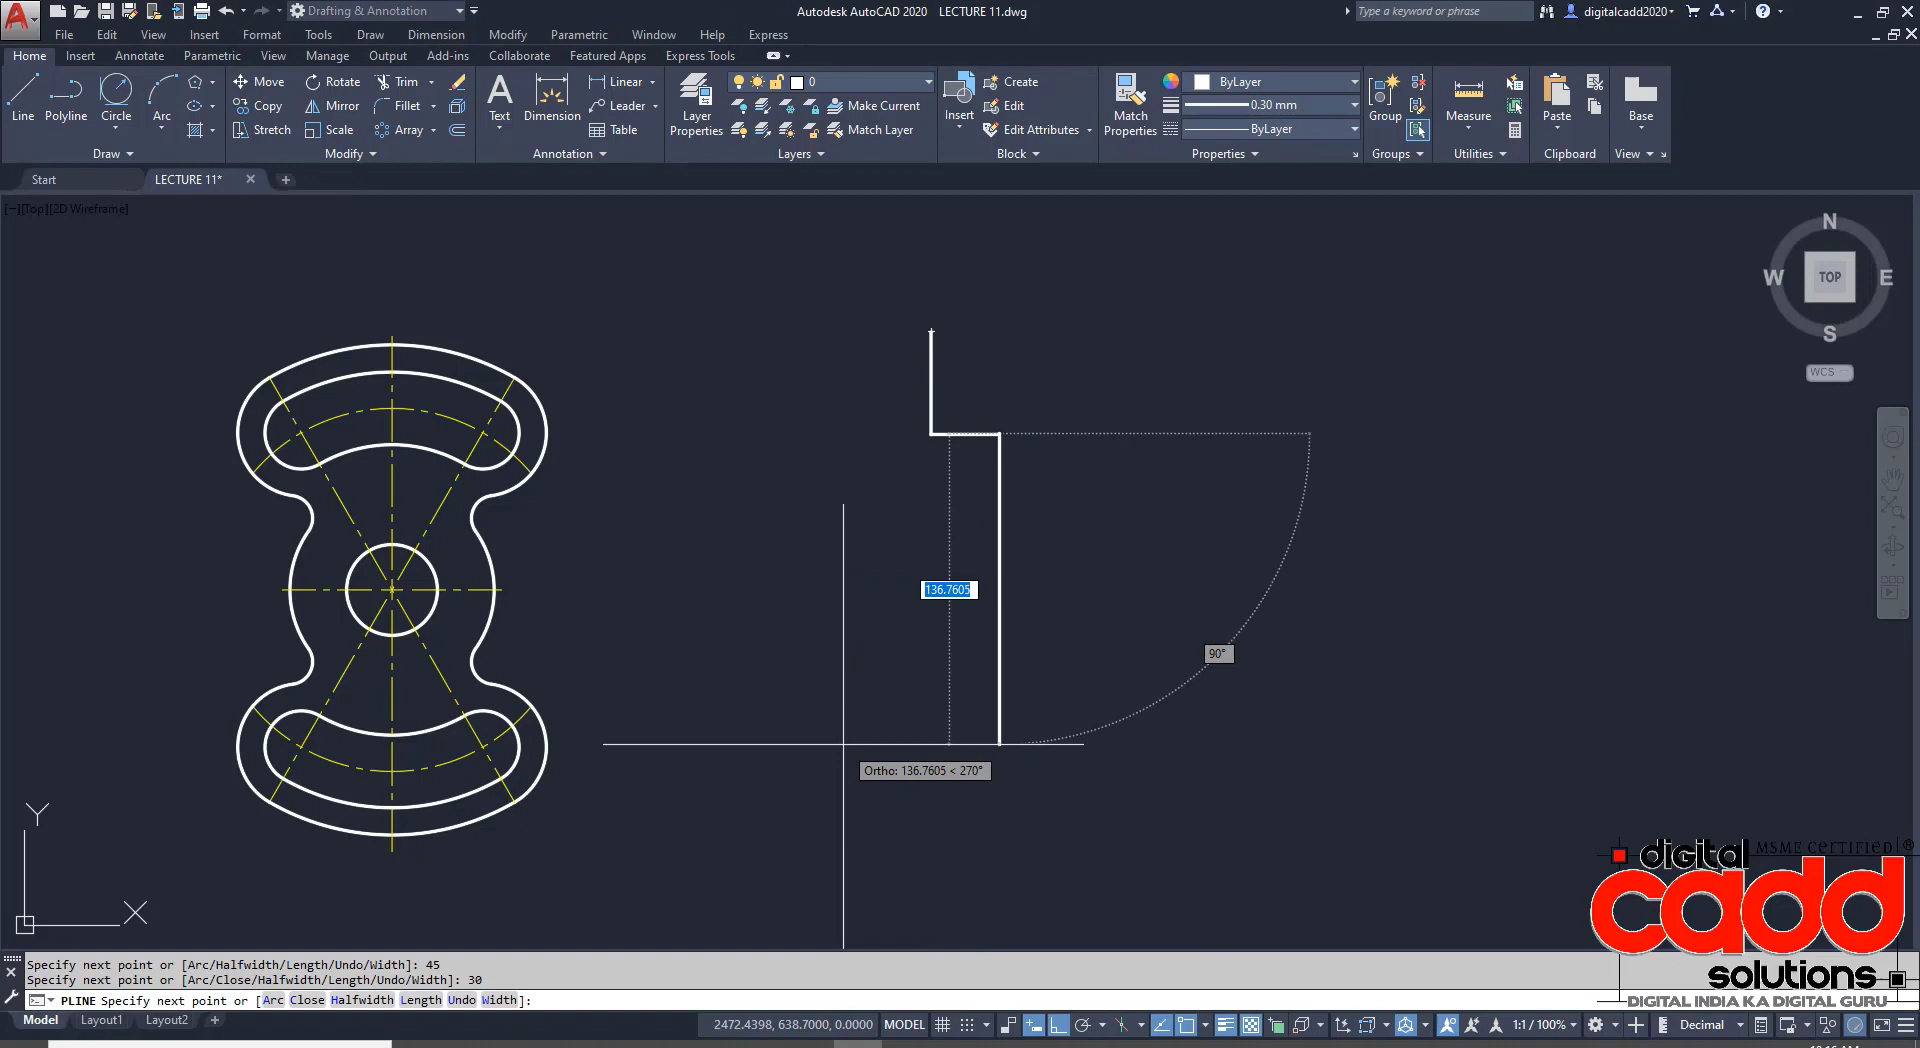 Drafting & Annotation
Autodesk AutoCAD 2020 LECTURE 11.dwg
Type a keyword or phrase
digitalcadd2020
File Edit View Insert Format Tools Draw Dimension Modify Parametric Window Help Express
Home Insert Annotate Parametric View Manage Output Add-ins Collaborate Featured Apps Express Tools
Line Polyline Circle Arc
Move Rotate Trim
Copy Mirror Fillet
Stretch Scale Array
Text Dimension
Linear
Leader
Table
Layer Properties
0
Make Current
Match Layer
Insert
Create
Edit
Edit Attributes
Match Properties
ByLayer
0.30 mm
ByLayer
Group
Measure
Paste
Base
Draw Modify Annotation Layers Block Properties Groups Utilities Clipboard View
Start LECTURE 11*
[−][Top][2D Wireframe]
N
W TOP E
S
WCS
136.7605
90°
Ortho: 136.7605 < 270°
Y
X
digital MSME CERTIFIED ®
cadd
solutions
DIGITAL INDIA KA DIGITAL GURU
Specify next point or [Arc/Halfwidth/Length/Undo/Width]: 45
Specify next point or [Arc/Close/Halfwidth/Length/Undo/Width]: 30
PLINE Specify next point or [Arc Close Halfwidth Length Undo Width]:
Model Layout1 Layout2
2472.4398, 638.7000, 0.0000 MODEL 1:1 / 100% Decimal